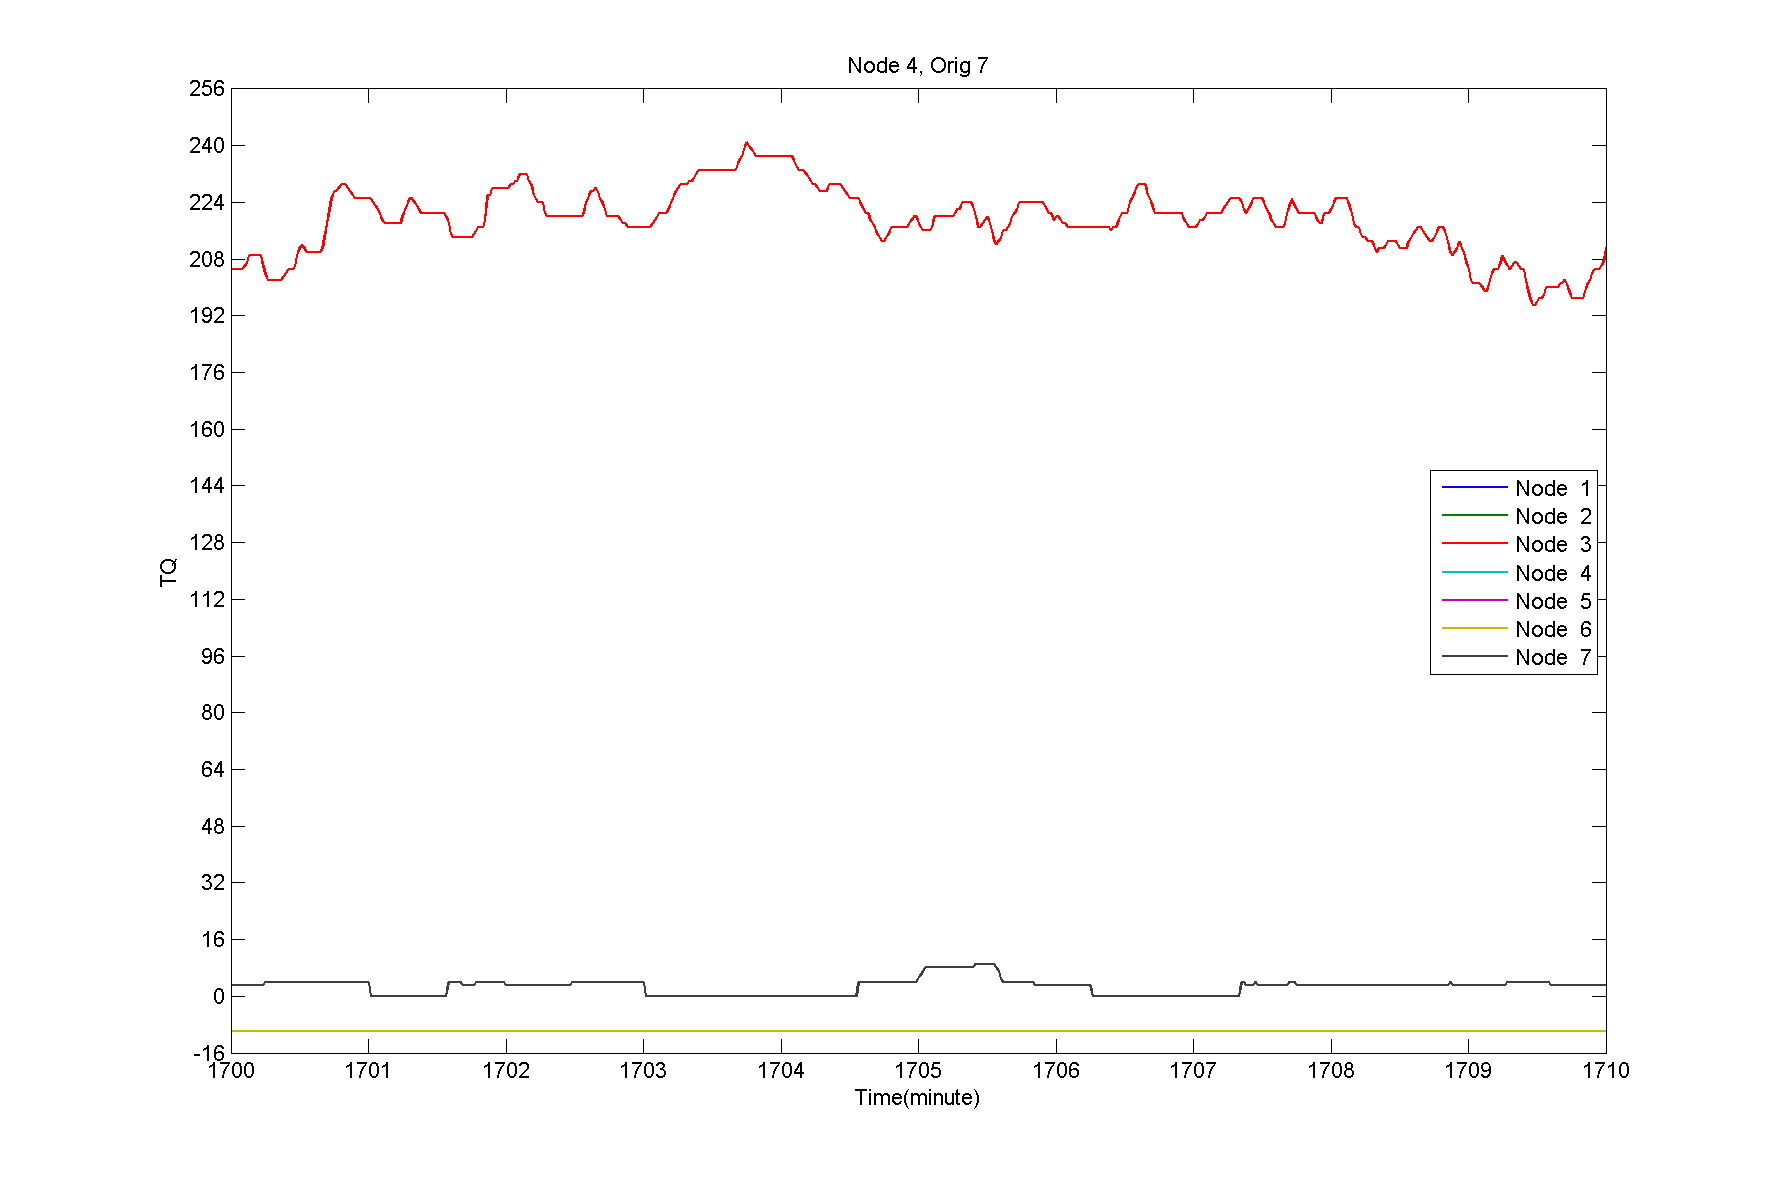 Node 4, Orig 7
256
240
224
208
192
176
160
144
128
112
96
80
64
48
32
16
0
-16
TQ
Node 1
Node 2
Node 3
Node 4
Node 5
Node 6
Node 7
1700 1701 1702 1703 1704 1705 1706 1707 1708 1709 1710
Time(minute)